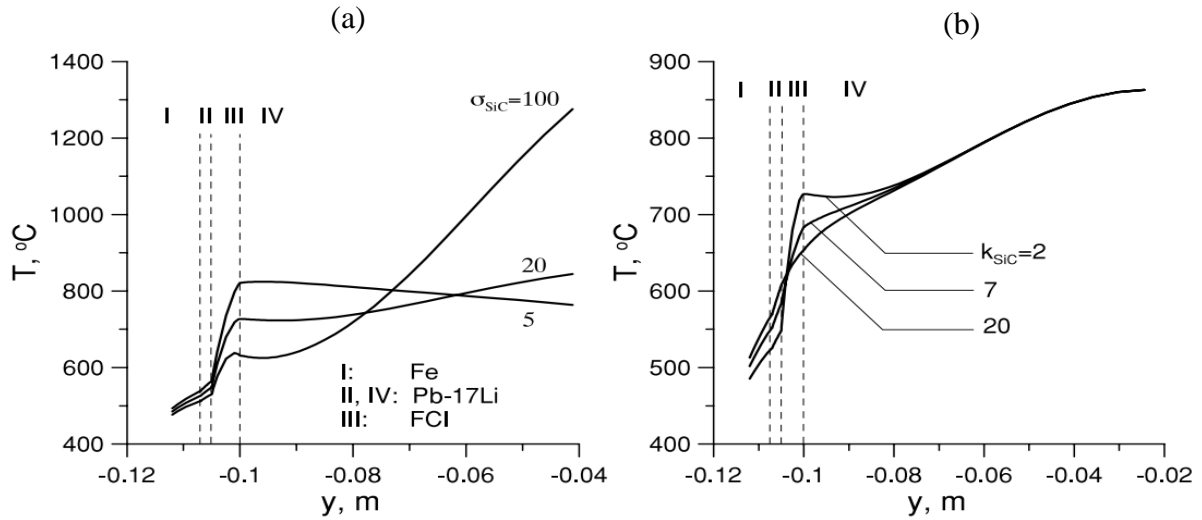 (a)
1400
1200
1000
800
600
400
T, °C
I II III IV
σSiC=100
20
5
I: Fe
II, IV: Pb-17Li
III: FCI
-0.12 -0.1 -0.08 -0.06 -0.04
y, m
(b)
900
800
700
600
500
400
T, °C
I II III IV
kSiC=2
7
20
-0.12 -0.1 -0.08 -0.06 -0.04 -0.02
y, m